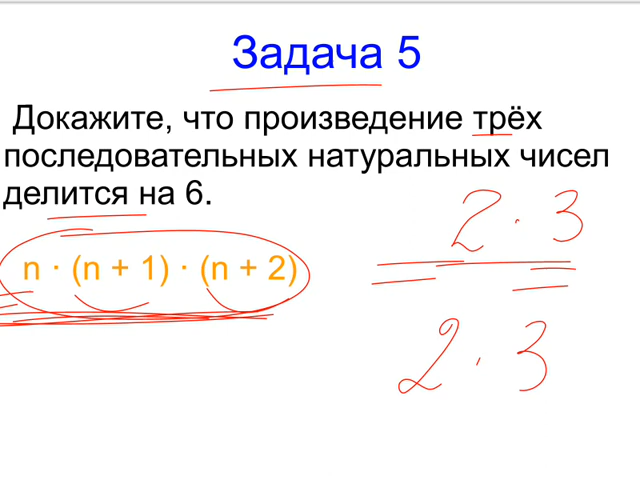 Задача 5
Докажите, что произведение трёх
последовательных натуральных чисел
делится на 6.
2 · 3
n · (n + 1) · (n + 2)
2 · 3